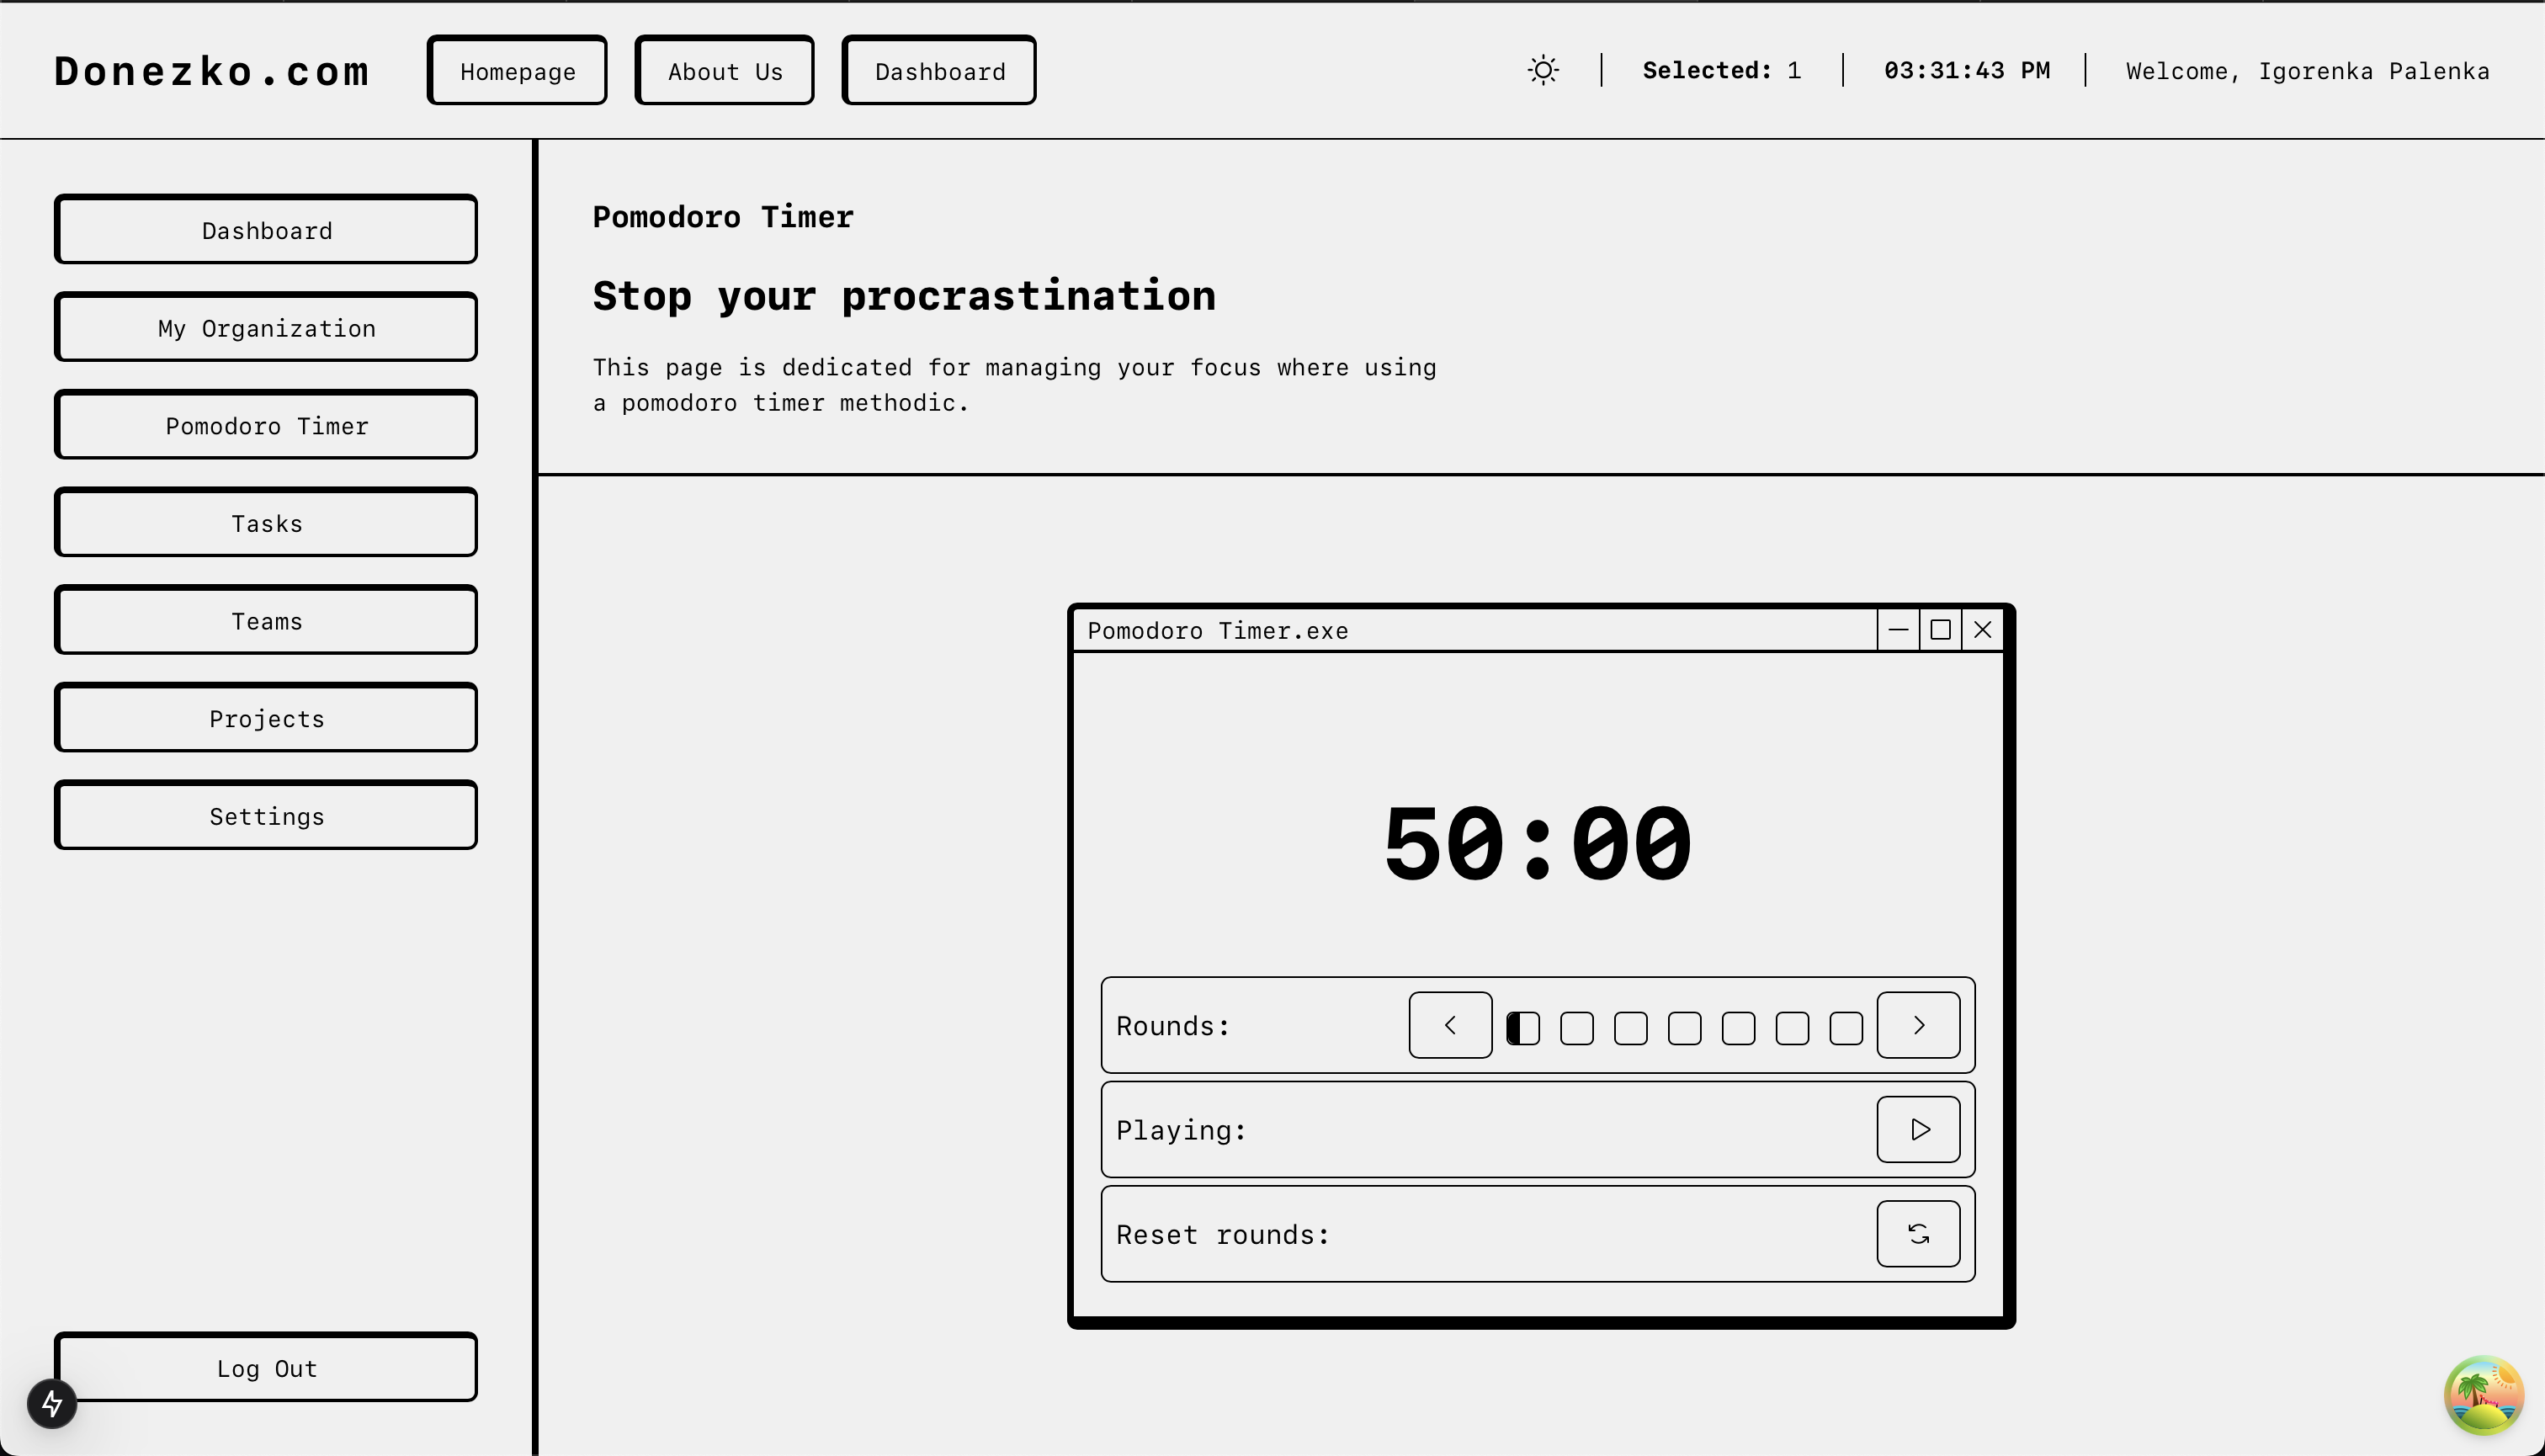 Donezko.com
Homepage
About Us
Dashboard
Selected: 1
03:31:43 PM
Welcome, Igorenka Palenka
Dashboard
My Organization
Pomodoro Timer
Tasks
Teams
Projects
Settings
Log Out
Pomodoro Timer
Stop your procrastination
This page is dedicated for managing your focus where using
a pomodoro timer methodic.
Pomodoro Timer.exe
50:00
Rounds:
Playing:
Reset rounds: